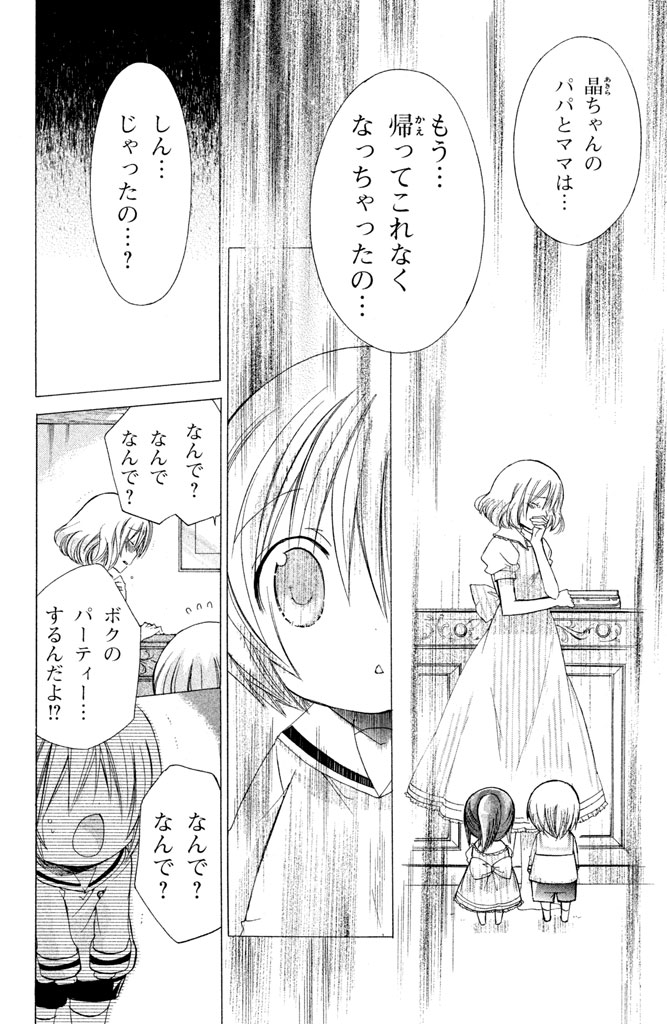 晶ちゃんの
パパとママは…
もう…
帰ってこれなく
なっちゃったの…
しん…
じゃったの…?
なんで?
なんで
なんで?
ボクの
パーティー…
するんだよ!?
なんで?
なんで?